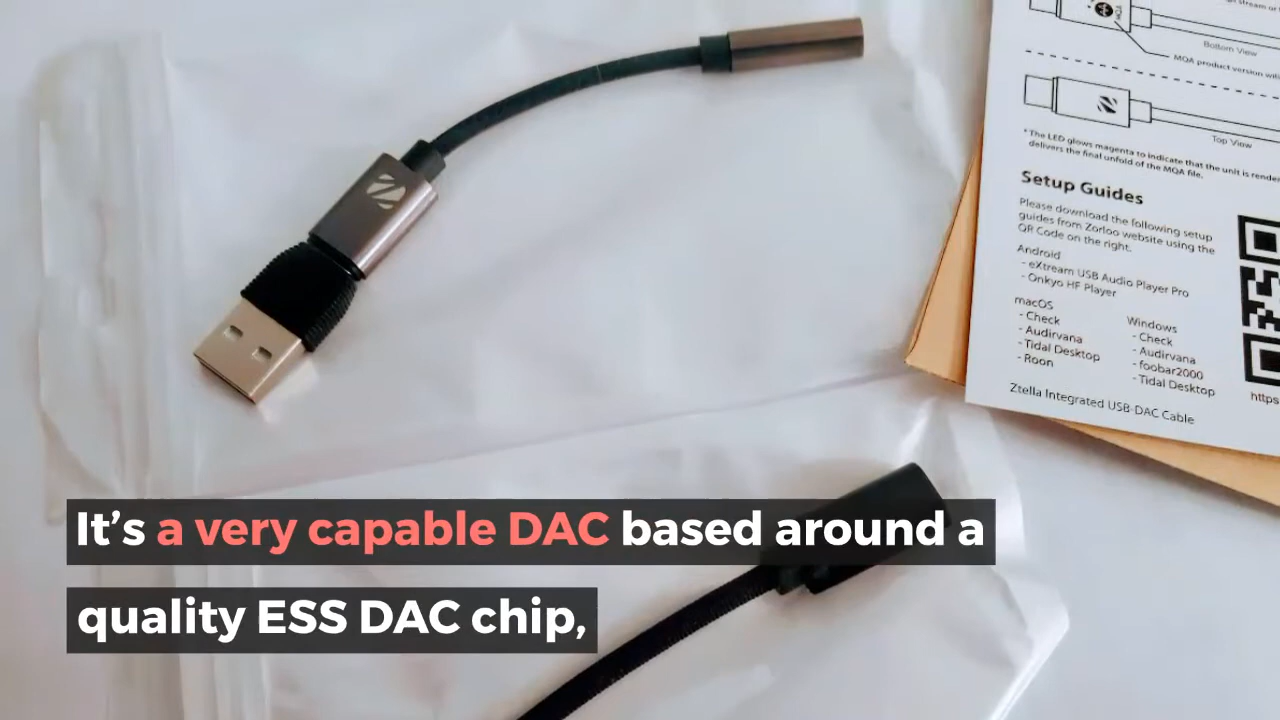 Bottom View
MQA product version
Top View
* The LED glows magenta to indicate that the unit is
delivers the final unfold of the MQA file.
Setup Guides
Please download the following setup
guides from Zorloo website using the
QR Code on the right.
Android
- eXtream USB Audio Player Pro
- Onkyo HF Player
macOS
- Check
- Audirvana
- Tidal Desktop
- Roon
Windows
- Check
- Audirvana
- foobar2000
- Tidal Desktop
https
Ztella Integrated USB-DAC Cable
It's a very capable DAC based around a
quality ESS DAC chip,